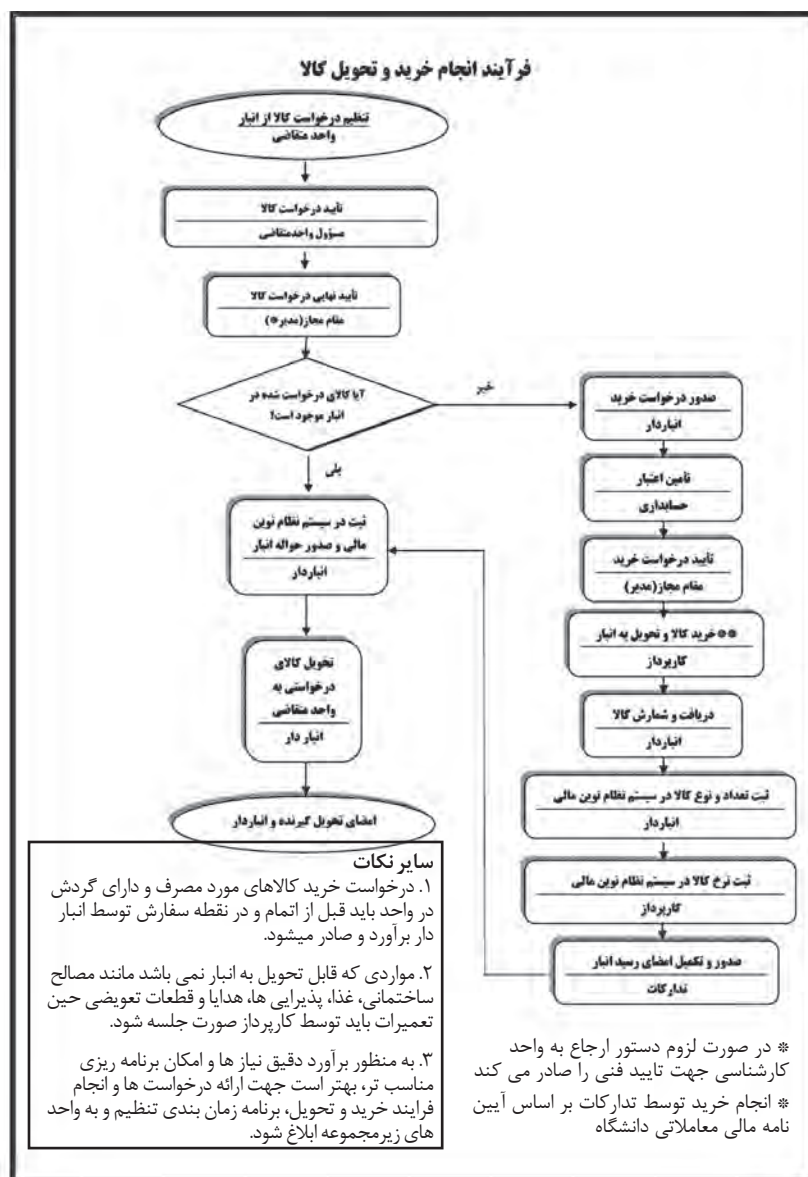 فرآیند انجام خرید و تحویل کالا
تنظیم درخواست کالا از انبار
واحد متقاضی
تأیید درخواست کالا
مسؤول واحدمتقاضی
تأیید نهایی درخواست کالا
مقام مجاز(مدیر*)
آیا کالای درخواست شده در
انبار موجود است؟
خیر
بلی
ثبت در سیستم نظام نوین
مالی و صدور حواله انبار
انباردار
تحویل کالای
درخواستی به
واحد متقاضی
انبار دار
امضای تحویل گیرنده و انباردار
صدور درخواست خرید
انباردار
تأمین اعتبار
حسابداری
تأیید درخواست خرید
مقام مجاز(مدیر)
**خرید کالا و تحویل به انبار
کارپرداز
دریافت و شمارش کالا
انباردار
ثبت تعداد و نوع کالا در سیستم نظام نوین مالی
انباردار
ثبت نرخ کالا در سیستم نظام نوین مالی
کارپرداز
صدور و تکمیل امضای رسید انبار
تدارکات
سایر نکات
۱. درخواست خرید کالاهای مورد مصرف و دارای گردش
در واحد باید قبل از اتمام و در نقطه سفارش توسط انبار
دار برآورد و صادر میشود.
۲. مواردی که قابل تحویل به انبار نمی باشد مانند مصالح
ساختمانی، غذا، پذیرایی ها، هدایا و قطعات تعویضی حین
تعمیرات باید توسط کارپرداز صورت جلسه شود.
۳. به منظور برآورد دقیق نیاز ها و امکان برنامه ریزی
مناسب تر، بهتر است جهت ارائه درخواست ها و انجام
فرایند خرید و تحویل، برنامه زمان بندی تنظیم و به واحد
های زیرمجموعه ابلاغ شود.
* در صورت لزوم دستور ارجاع به واحد
کارشناسی جهت تایید فنی را صادر می کند
* انجام خرید توسط تدارکات بر اساس آیین
نامه مالی معاملاتی دانشگاه